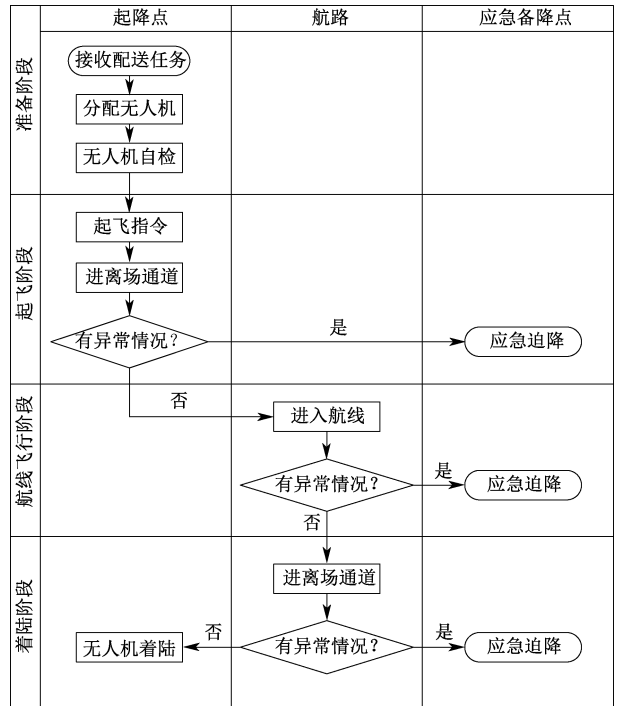 起降点
航路
应急备降点
准备阶段
接收配送任务
分配无人机
无人机自检
起飞阶段
起飞指令
进离场通道
有异常情况？
是
应急迫降
航线飞行阶段
否
进入航线
有异常情况？
是
应急迫降
否
着陆阶段
进离场通道
有异常情况？
否
无人机着陆
是
应急迫降